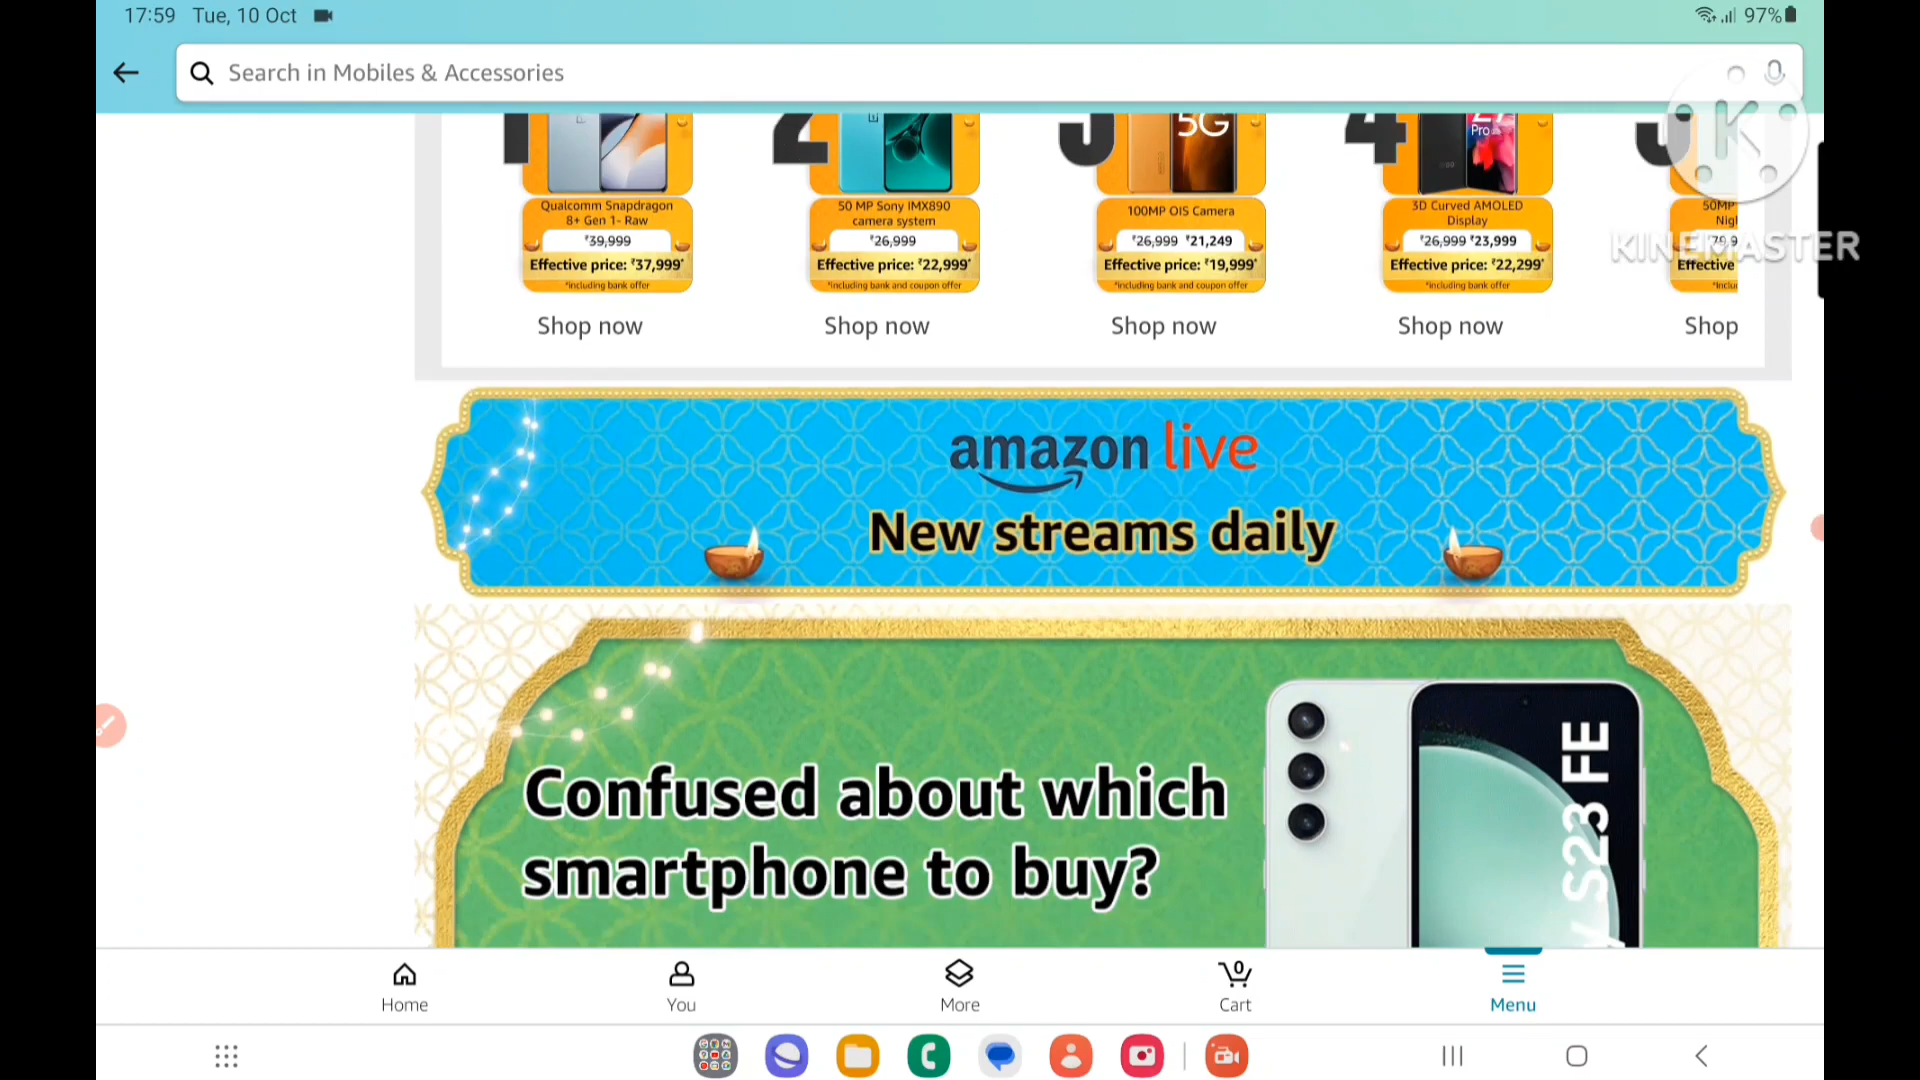 17:59 Tue, 10 Oct
97%
Search in Mobiles & Accessories
1
2
3
5G
4
Pro
5
Qualcomm Snapdragon
8+ Gen 1- Raw
₹39,999
Effective price: ₹37,999*
*including bank offer
50 MP Sony IMX890
camera system
₹26,999
Effective price: ₹22,999*
*including bank and coupon offer
100MP OIS Camera
₹26,999 ₹21,249
Effective price: ₹19,999*
*including bank and coupon offer
3D Curved AMOLED
Display
₹26,999 ₹23,999
Effective price: ₹22,299*
*including bank offer
50MP
Effective
K
KINEMASTER
Shop now
Shop now
Shop now
Shop now
Shop
amazon live
New streams daily
Confused about which
smartphone to buy?
S23 FE
Home
You
More
0
Cart
Menu